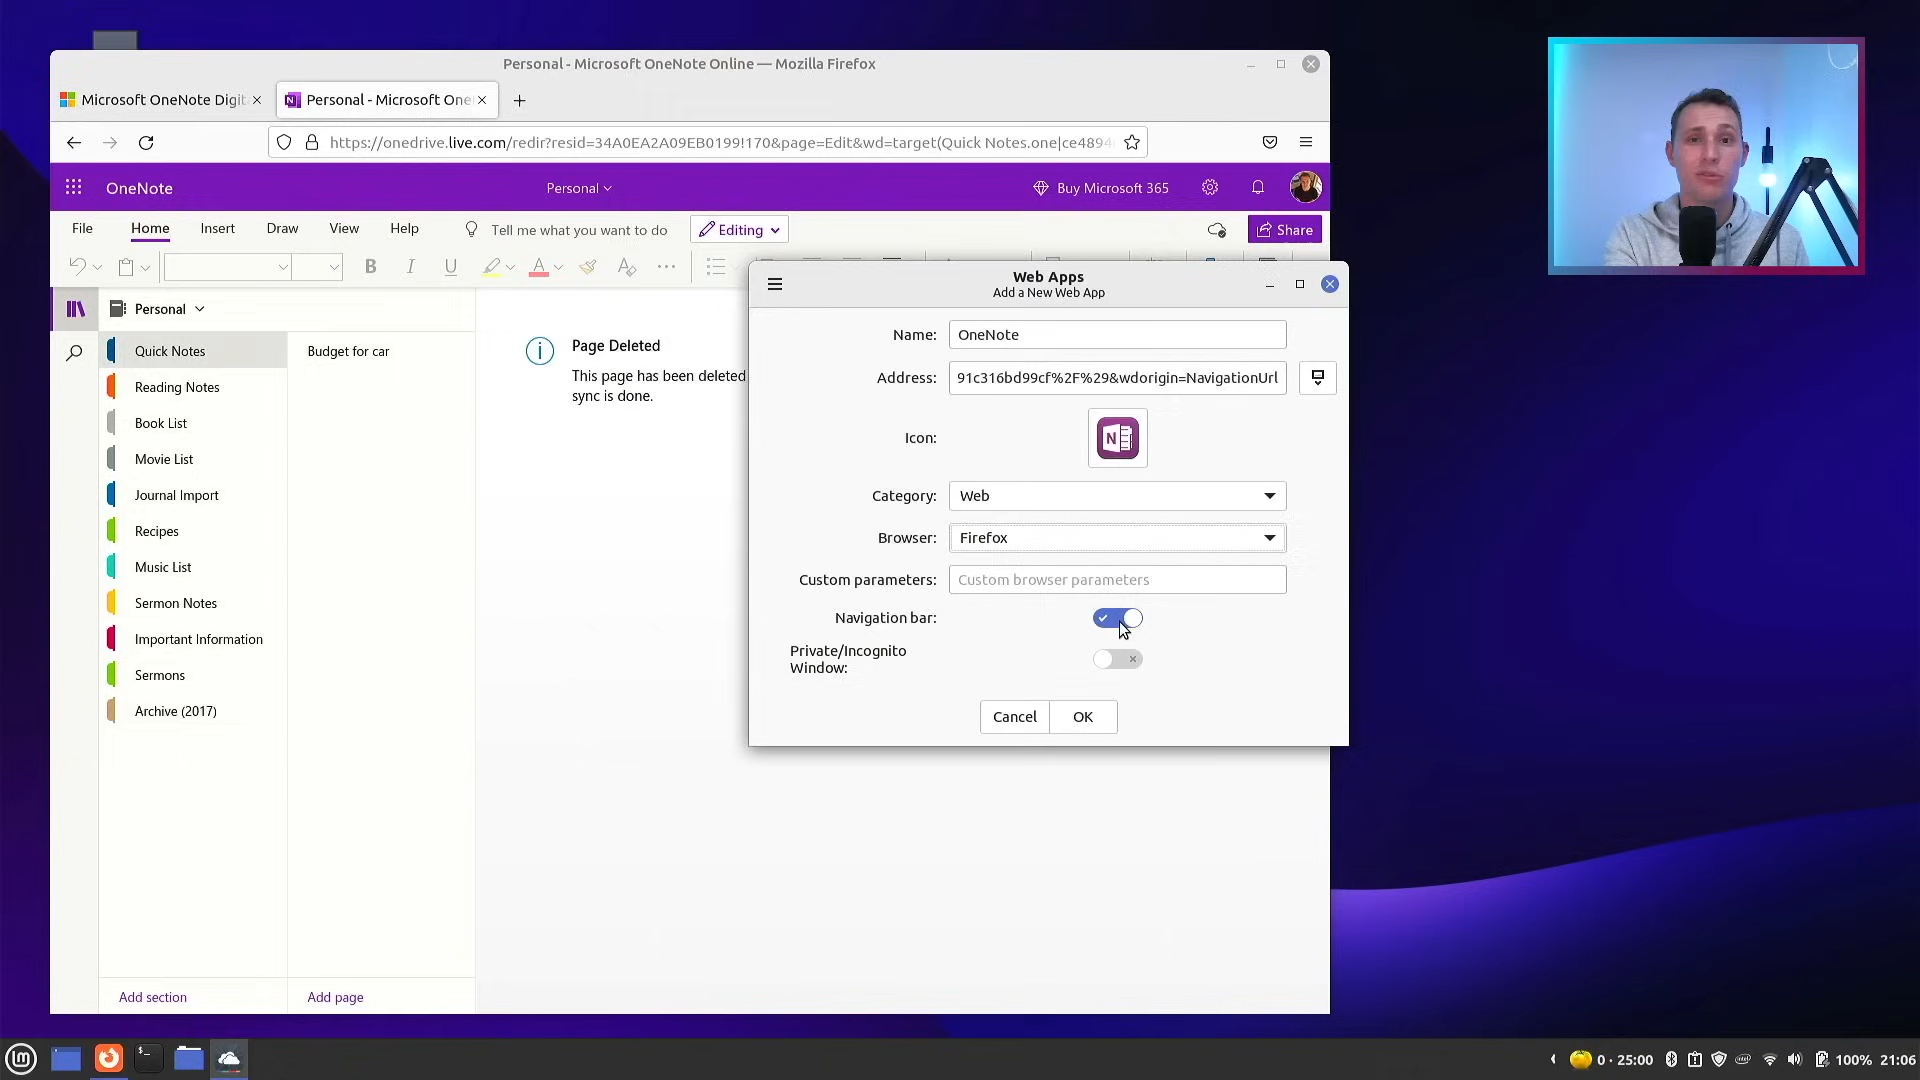 Personal - Microsoft OneNote Online — Mozilla Firefox
Microsoft OneNote Digit
Personal - Microsoft One
https://onedrive.live.com/redir?resid=34A0EA2A09EB0199!170&page=Edit&wd=target(Quick Notes.one|ce4894
OneNote
Personal
Buy Microsoft 365
File
Home
Insert
Draw
View
Help
Tell me what you want to do
Editing
Share
B
I
U
A
Personal
Quick Notes
Reading Notes
Book List
Movie List
Journal Import
Recipes
Music List
Sermon Notes
Important Information
Sermons
Archive (2017)
Add section
Budget for car
Add page
Page Deleted
This page has been deleted
sync is done.
Web Apps
Add a New Web App
Name:
OneNote
Address:
91c316bd99cf%2F%29&wdorigin=NavigationUrl
Icon:
N
Category:
Web
Browser:
Firefox
Custom parameters:
Custom browser parameters
Navigation bar:
Private/Incognito
Window:
Cancel
OK
0 · 25:00
100%
21:06